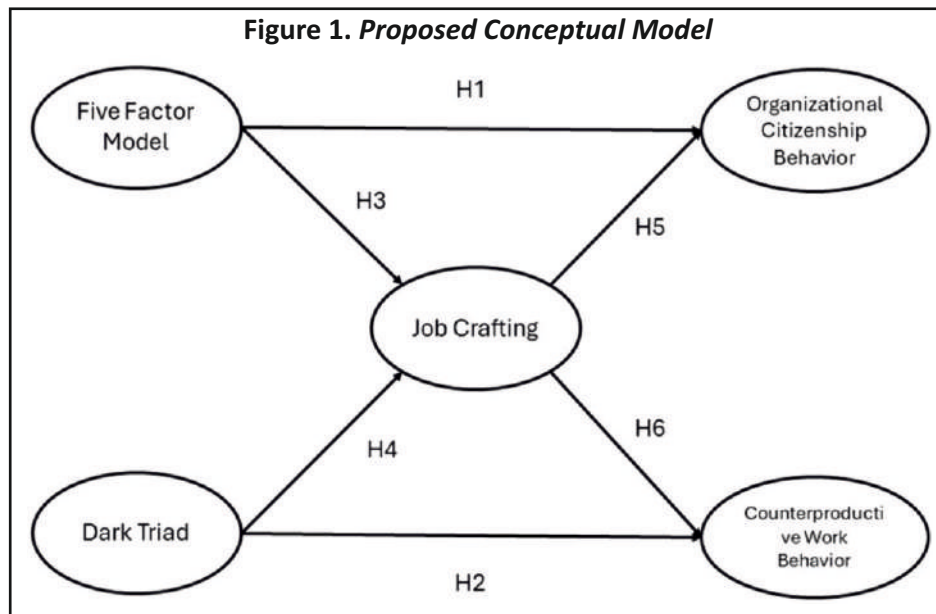 Figure 1. Proposed Conceptual Model
H1
Five Factor
Model
Organizational
Citizenship
Behavior
H3
H5
Job Crafting
H4
H6
Dark Triad
Counterproducti
ve Work
Behavior
H2